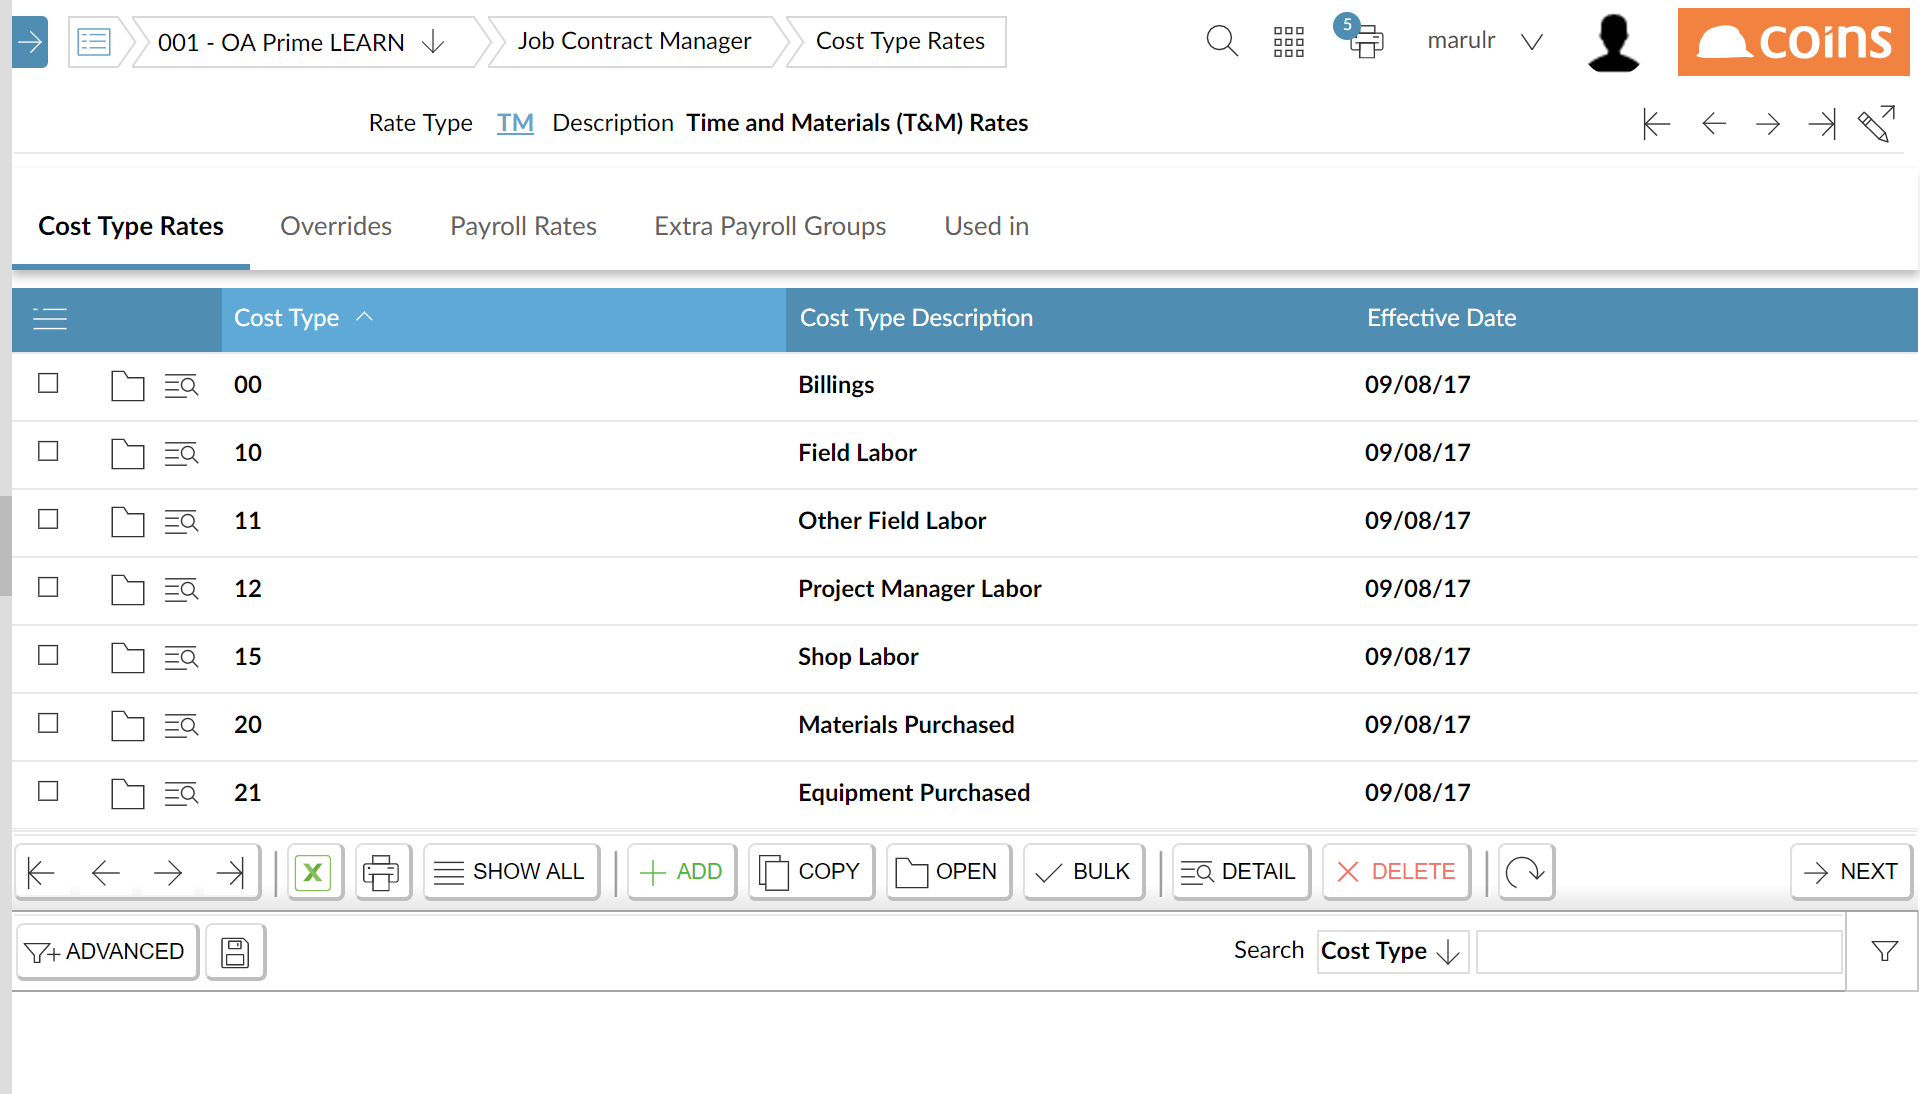 001 - OA Prime LEARN
Job Contract Manager
Cost Type Rates
5
marulr
coins
Rate Type TM Description Time and Materials (T&M) Rates
Cost Type Rates Overrides Payroll Rates Extra Payroll Groups Used in
Cost Type Cost Type Description Effective Date
00 Billings 09/08/17
10 Field Labor 09/08/17
11 Other Field Labor 09/08/17
12 Project Manager Labor 09/08/17
15 Shop Labor 09/08/17
20 Materials Purchased 09/08/17
21 Equipment Purchased 09/08/17
X SHOW ALL ADD COPY OPEN BULK DETAIL DELETE NEXT
ADVANCED Search Cost Type